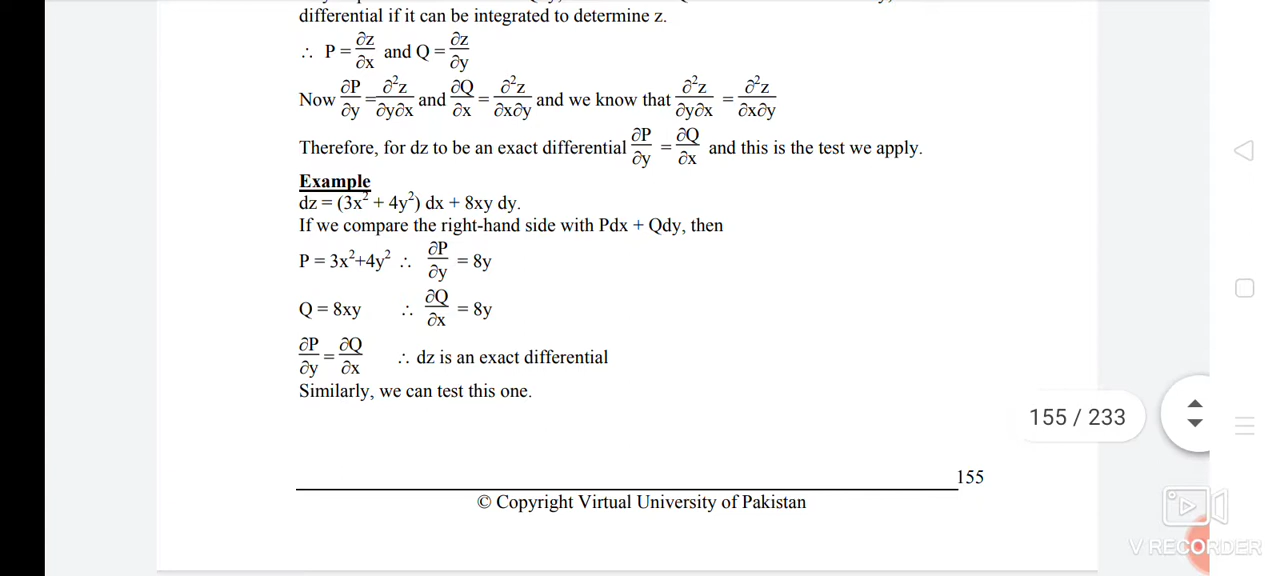 differential if it can be integrated to determine z.
∴ P = ∂z/∂x and Q = ∂z/∂y
Now ∂P/∂y = ∂²z/∂y∂x and ∂Q/∂x = ∂²z/∂x∂y and we know that ∂²z/∂y∂x = ∂²z/∂x∂y
Therefore, for dz to be an exact differential ∂P/∂y = ∂Q/∂x and this is the test we apply.
Example
dz = (3x² + 4y²) dx + 8xy dy.
If we compare the right-hand side with Pdx + Qdy, then
P = 3x²+4y² ∴ ∂P/∂y = 8y
Q = 8xy ∴ ∂Q/∂x = 8y
∂P/∂y = ∂Q/∂x ∴ dz is an exact differential
Similarly, we can test this one.
155 / 233
155
© Copyright Virtual University of Pakistan
V RECORDER